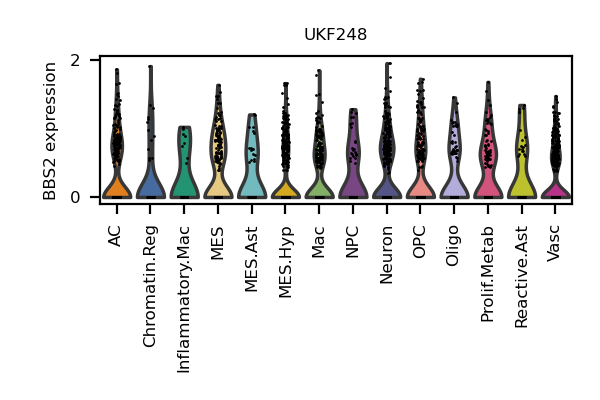 UKF248
BBS2 expression
2
0
AC
Chromatin.Reg
Inflammatory.Mac
MES
MES.Ast
MES.Hyp
Mac
NPC
Neuron
OPC
Oligo
Prolif.Metab
Reactive.Ast
Vasc